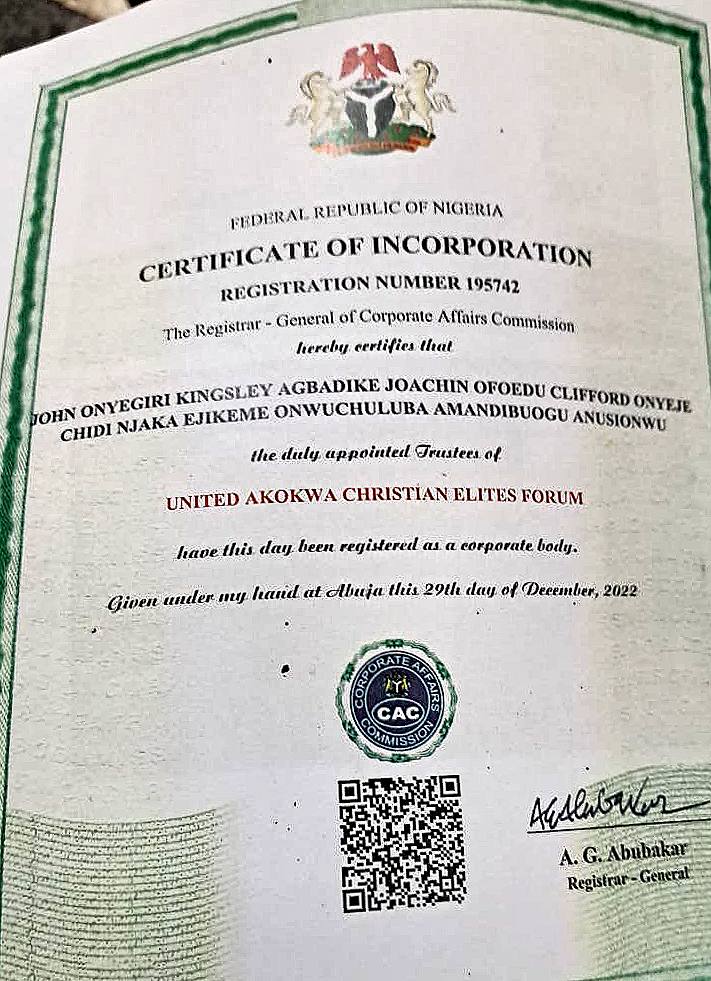 FEDERAL REPUBLIC OF NIGERIA
CERTIFICATE OF INCORPORATION
REGISTRATION NUMBER 195742
The Registrar - General of Corporate Affairs Commission
hereby certifies that
JOHN ONYEGIRI KINGSLEY AGBADIKE JOACHIN OFOEDU CLIFFORD ONYEJE
CHIDI NJAKA EJIKEME ONWUCHULUBA AMANDIBUOGU ANUSIONWU
the duly appointed Trustees of
UNITED AKOKWA CHRISTIAN ELITES FORUM
have this day been registered as a corporate body.
Given under my hand at Abuja this 29th day of December, 2022
CORPORATE AFFAIRS
CAC
COMMISSION
A. G. Abubakar
Registrar - General